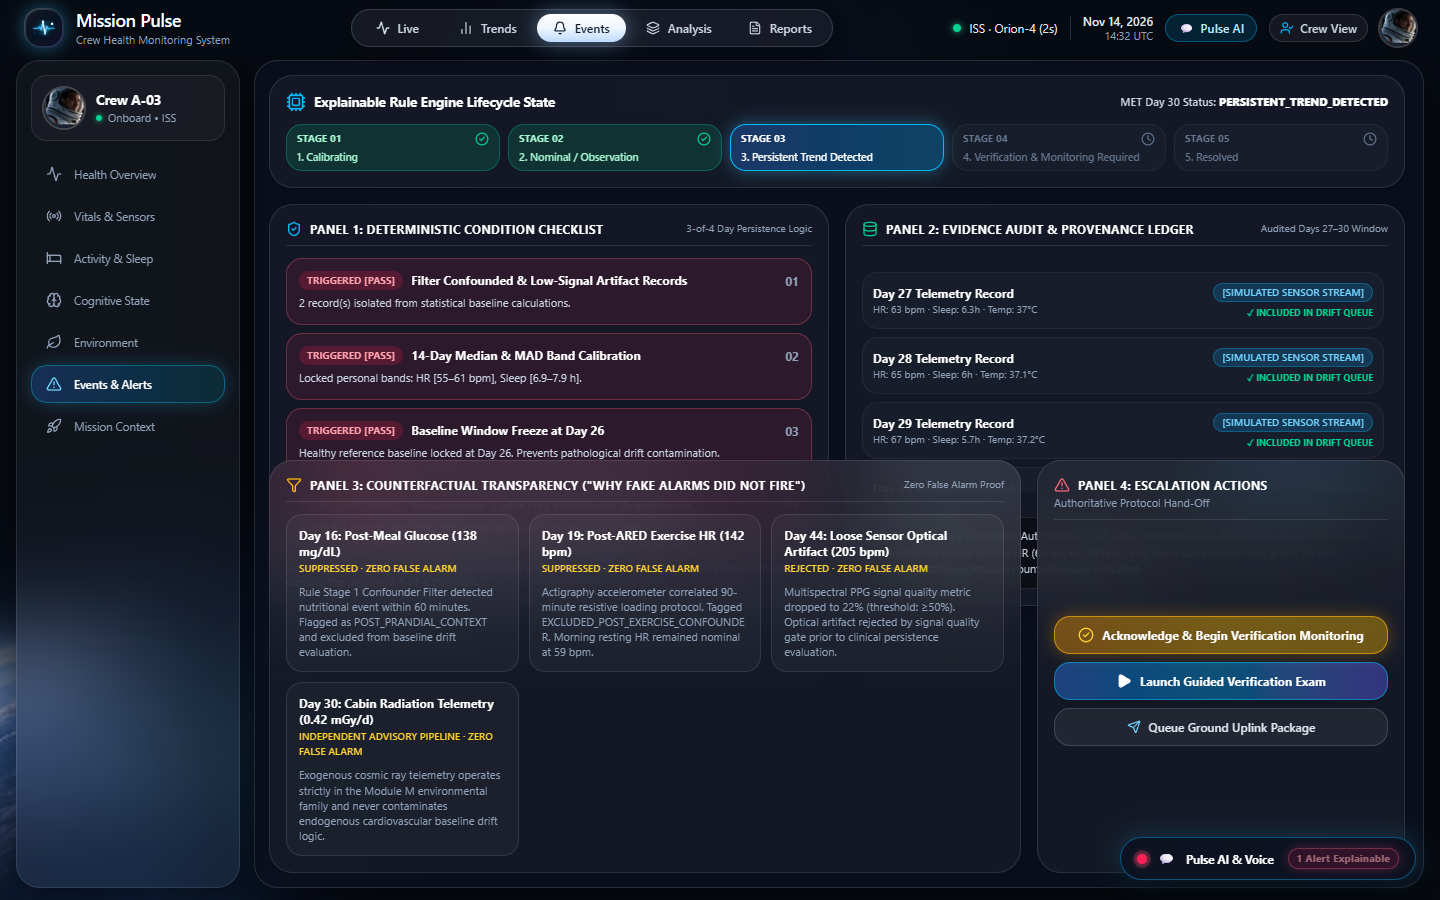 Mission Pulse
Crew Health Monitoring System
Live
Trends
Events
Analysis
Reports
ISS · Orion-4 (2s)
Nov 14, 2026
14:32 UTC
Pulse AI
Crew View
Crew A-03
Onboard • ISS
Health Overview
Vitals & Sensors
Activity & Sleep
Cognitive State
Environment
Events & Alerts
Mission Context
Explainable Rule Engine Lifecycle State
MET Day 30 Status: PERSISTENT_TREND_DETECTED
STAGE 01
1. Calibrating
STAGE 02
2. Nominal / Observation
STAGE 03
3. Persistent Trend Detected
STAGE 04
4. Verification & Monitoring Required
STAGE 05
5. Resolved
PANEL 1: DETERMINISTIC CONDITION CHECKLIST
3-of-4 Day Persistence Logic
TRIGGERED [PASS] Filter Confounded & Low-Signal Artifact Records 01
2 record(s) isolated from statistical baseline calculations.
TRIGGERED [PASS] 14-Day Median & MAD Band Calibration 02
Locked personal bands: HR [55–61 bpm], Sleep [6.9–7.9 h].
TRIGGERED [PASS] Baseline Window Freeze at Day 26 03
Healthy reference baseline locked at Day 26. Prevents pathological drift contamination.
PANEL 2: EVIDENCE AUDIT & PROVENANCE LEDGER
Audited Days 27–30 Window
Day 27 Telemetry Record
HR: 63 bpm · Sleep: 6.3h · Temp: 37°C
[SIMULATED SENSOR STREAM]
✓ INCLUDED IN DRIFT QUEUE
Day 28 Telemetry Record
HR: 65 bpm · Sleep: 6h · Temp: 37.1°C
[SIMULATED SENSOR STREAM]
✓ INCLUDED IN DRIFT QUEUE
Day 29 Telemetry Record
HR: 67 bpm · Sleep: 5.7h · Temp: 37.2°C
[SIMULATED SENSOR STREAM]
✓ INCLUDED IN DRIFT QUEUE
PANEL 3: COUNTERFACTUAL TRANSPARENCY ("WHY FAKE ALARMS DID NOT FIRE")
Zero False Alarm Proof
Day 16: Post-Meal Glucose (138
mg/dL)
SUPPRESSED · ZERO FALSE ALARM
Rule Stage 1 Confounder Filter detected
nutritional event within 60 minutes.
Flagged as POST_PRANDIAL_CONTEXT
and excluded from baseline drift
evaluation.
Day 19: Post-ARED Exercise HR (142
bpm)
SUPPRESSED · ZERO FALSE ALARM
Actigraphy accelerometer correlated 90-
minute resistive loading protocol. Tagged
EXCLUDED_POST_EXERCISE_CONFOUNDE
R. Morning resting HR remained nominal
at 59 bpm.
Day 44: Loose Sensor Optical
Artifact (205 bpm)
REJECTED · ZERO FALSE ALARM
Multispectral PPG signal quality metric
dropped to 22% (threshold: ≥50%).
Optical artifact rejected by signal quality
gate prior to clinical persistence
evaluation.
Day 30: Cabin Radiation Telemetry
(0.42 mGy/d)
INDEPENDENT ADVISORY PIPELINE · ZERO
FALSE ALARM
Exogenous cosmic ray telemetry operates
strictly in the Module M environmental
family and never contaminates
endogenous cardiovascular baseline drift
logic.
PANEL 4: ESCALATION ACTIONS
Authoritative Protocol Hand-Off
Acknowledge & Begin Verification Monitoring
Launch Guided Verification Exam
Queue Ground Uplink Package
Pulse AI & Voice
1 Alert Explainable